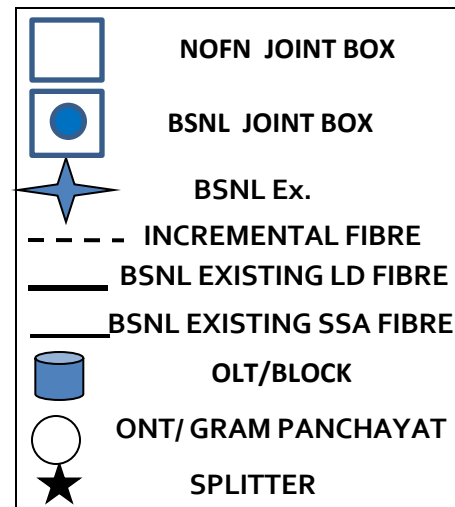 NOFN JOINT BOX
BSNL JOINT BOX
BSNL Ex.
INCREMENTAL FIBRE
BSNL EXISTING LD FIBRE
BSNL EXISTING SSA FIBRE
OLT/BLOCK
ONT/ GRAM PANCHAYAT
SPLITTER